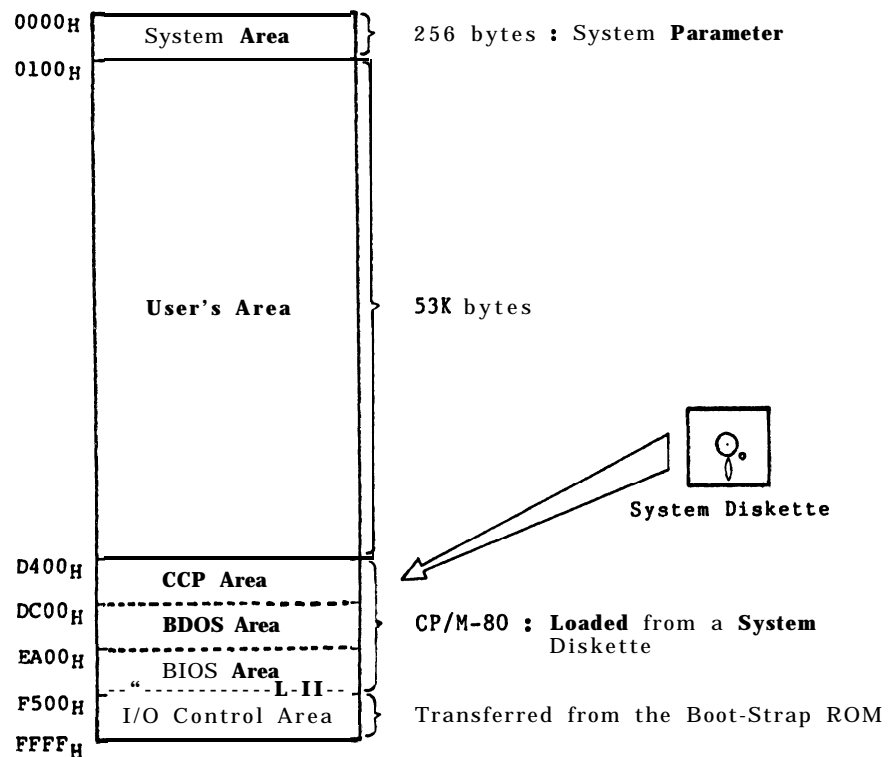 0000H
System Area
256 bytes : System Parameter
0100H
User's Area
53K bytes
System Diskette
D400H
CCP Area
DC00H
BDOS Area
CP/M-80 : Loaded from a System
Diskette
EA00H
BIOS Area
--“-----------L-II--
F500H
I/O Control Area
Transferred from the Boot-Strap ROM
FFFFH